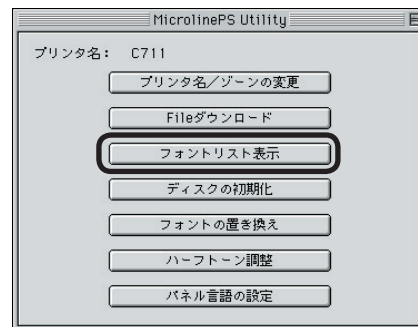 MicrolinePS Utility
プリンタ名: C711
プリンタ名/ゾーンの変更
Fileダウンロード
フォントリスト表示
ディスクの初期化
フォントの置き換え
ハーフトーン調整
パネル言語の設定